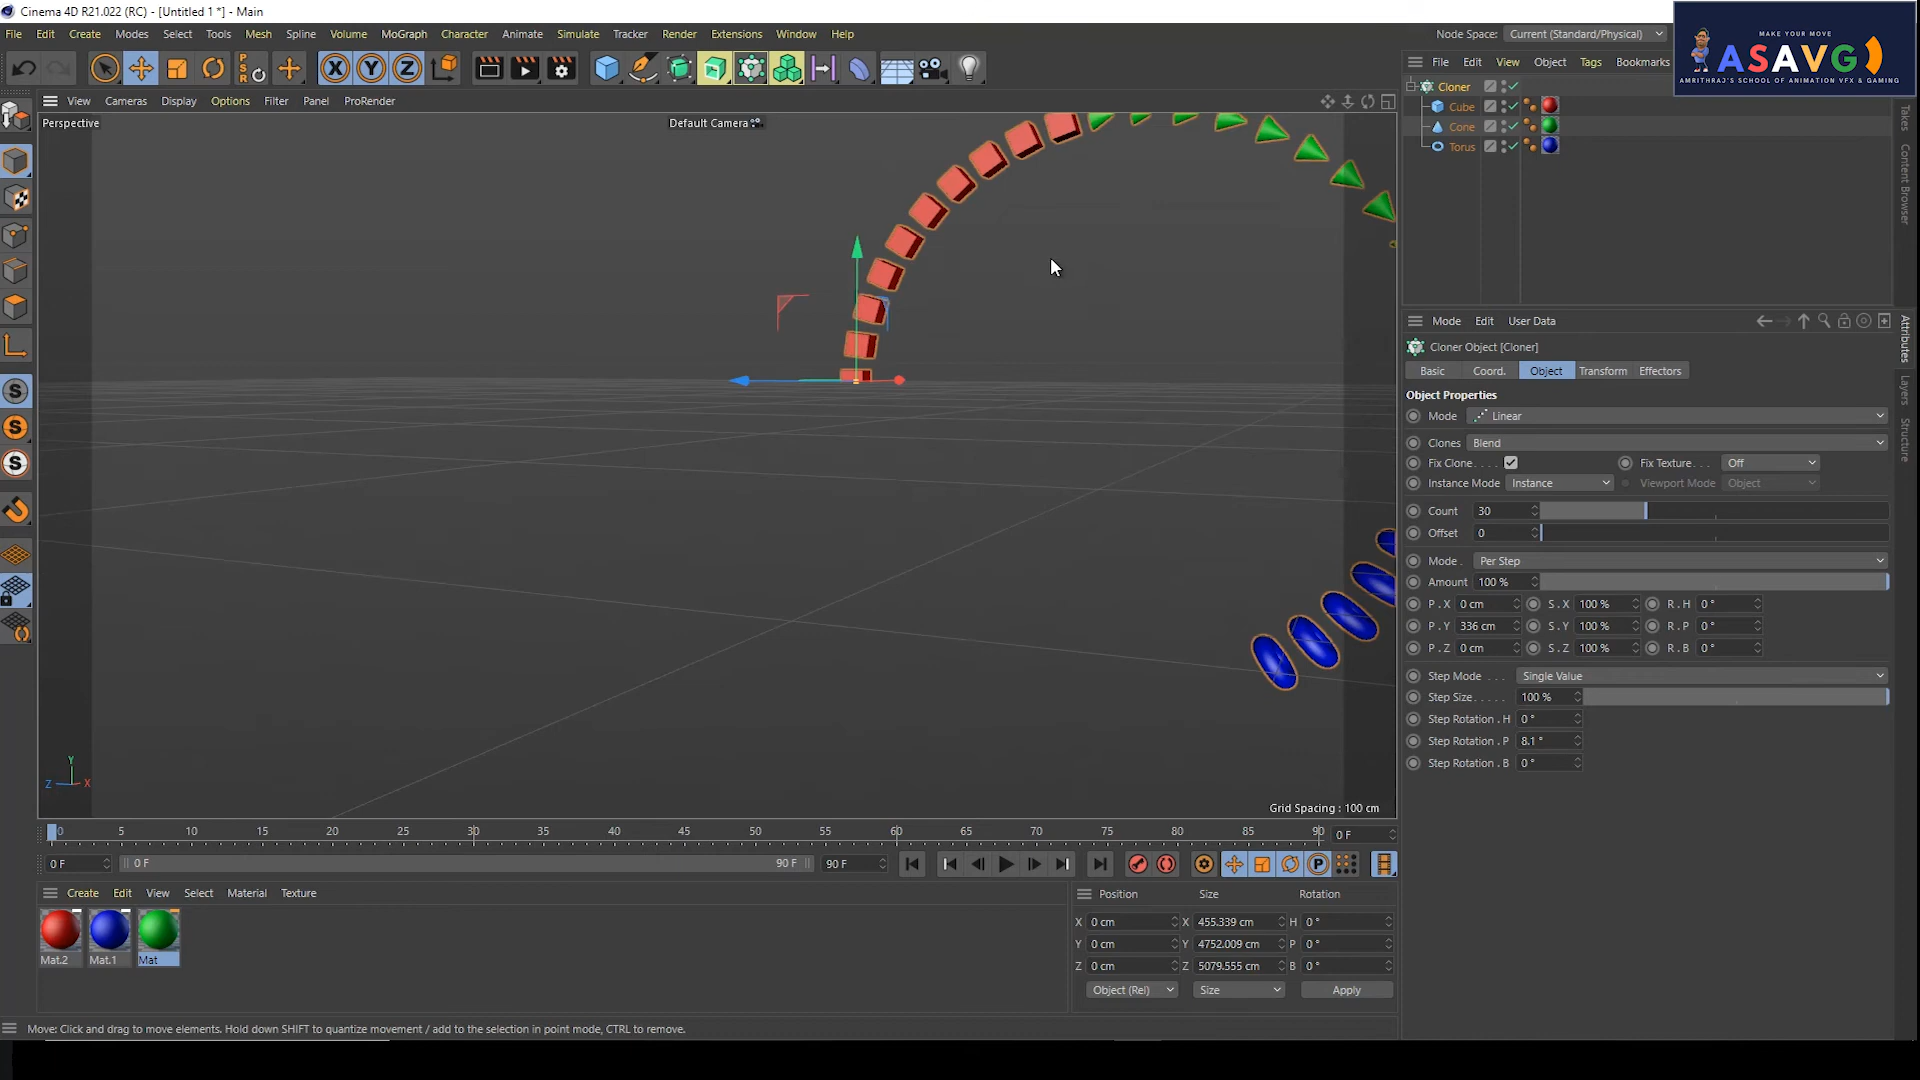 Cinema 4D R21.022 (RC) - [Untitled 1 *] - Main
File Edit Create Modes Select Tools Mesh Spline Volume MoGraph Character Animate Simulate Tracker Render Extensions Window Help
Node Space: Current (Standard/Physical)
MAKE YOUR MOVE
ASAVG
AMRITHRAJ'S SCHOOL OF ANIMATION VFX & GAMING
File Edit View Object Tags Bookmarks
Cloner
Cube
Cone
Torus
Takes
Content Browser
View Cameras Display Options Filter Panel ProRender
Perspective
Default Camera
X Y Z
PSR
S
S
S
Y
Z X
Grid Spacing : 100 cm
Mode Edit User Data
Cloner Object [Cloner]
Basic Coord. Object Transform Effectors
Object Properties
Mode Linear
Clones Blend
Fix Clone Fix Texture Off
Instance Mode Instance Viewport Mode Object
Count 30
Offset 0
Mode Per Step
Amount 100 %
P . X 0 cm S . X 100 % R . H 0 °
P . Y 336 cm S . Y 100 % R . P 0 °
P . Z 0 cm S . Z 100 % R . B 0 °
Step Mode Single Value
Step Size 100 %
Step Rotation . H 0 °
Step Rotation . P 8.1 °
Step Rotation . B 0 °
Attributes
Layers
Structure
0 5 10 15 20 25 30 35 40 45 50 55 60 65 70 75 80 85 90 0 F
0 F 0 F 90 F 90 F
P
Create Edit View Select Material Texture
Mat.2 Mat.1 Mat
Position Size Rotation
X 0 cm X 455.339 cm H 0 °
Y 0 cm Y 4752.009 cm P 0 °
Z 0 cm Z 5079.555 cm B 0 °
Object (Rel) Size Apply
Move: Click and drag to move elements. Hold down SHIFT to quantize movement / add to the selection in point mode, CTRL to remove.